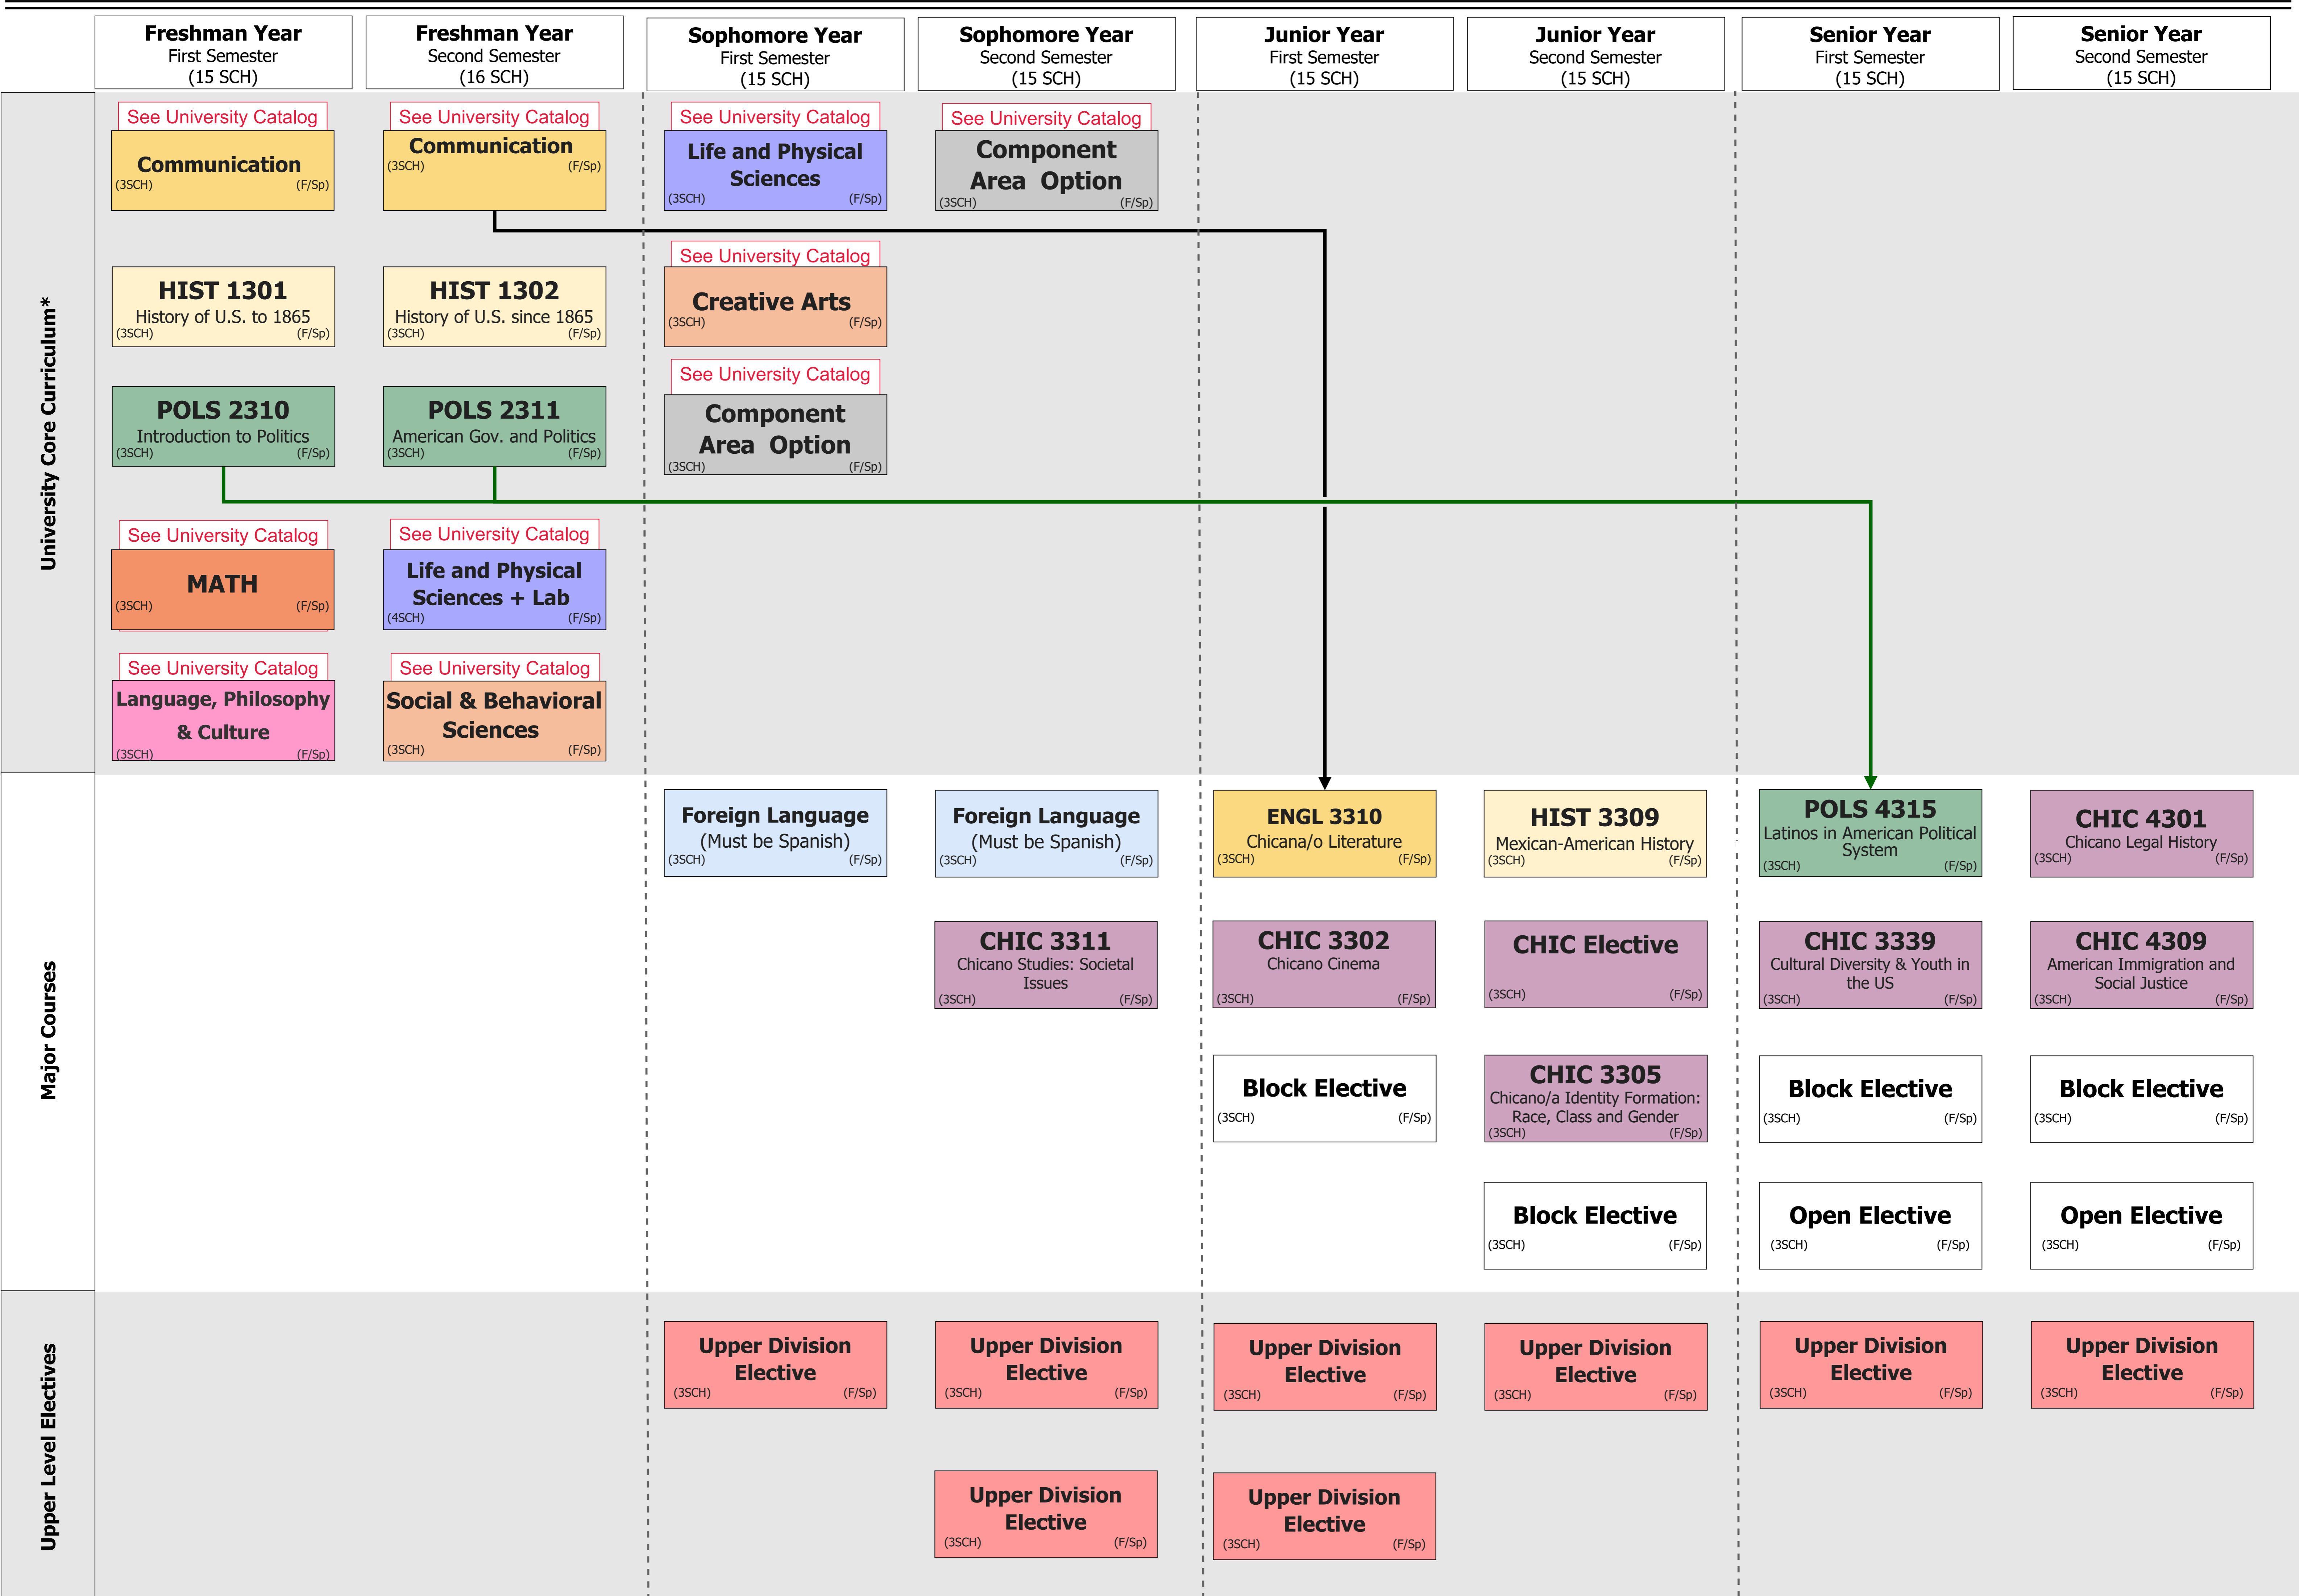 Freshman Year
First Semester
(15 SCH)
Freshman Year
Second Semester
(16 SCH)
Sophomore Year
First Semester
(15 SCH)
Sophomore Year
Second Semester
(15 SCH)
Junior Year
First Semester
(15 SCH)
Junior Year
Second Semester
(15 SCH)
Senior Year
First Semester
(15 SCH)
Senior Year
Second Semester
(15 SCH)
University Core Curriculum*
See University Catalog
Communication
(3SCH) (F/Sp)
See University Catalog
Communication
(3SCH) (F/Sp)
See University Catalog
Life and Physical
Sciences
(3SCH) (F/Sp)
See University Catalog
Component
Area Option
(3SCH) (F/Sp)
HIST 1301
History of U.S. to 1865
(3SCH) (F/Sp)
HIST 1302
History of U.S. since 1865
(3SCH) (F/Sp)
See University Catalog
Creative Arts
(3SCH) (F/Sp)
POLS 2310
Introduction to Politics
(3SCH) (F/Sp)
POLS 2311
American Gov. and Politics
(3SCH) (F/Sp)
See University Catalog
Component
Area Option
(3SCH) (F/Sp)
See University Catalog
MATH
(3SCH) (F/Sp)
See University Catalog
Life and Physical
Sciences + Lab
(4SCH) (F/Sp)
See University Catalog
Language, Philosophy
& Culture
(3SCH) (F/Sp)
See University Catalog
Social & Behavioral
Sciences
(3SCH) (F/Sp)
Major Courses
Foreign Language
(Must be Spanish)
(3SCH) (F/Sp)
Foreign Language
(Must be Spanish)
(3SCH) (F/Sp)
ENGL 3310
Chicana/o Literature
(3SCH) (F/Sp)
HIST 3309
Mexican-American History
(3SCH) (F/Sp)
POLS 4315
Latinos in American Political
System
(3SCH) (F/Sp)
CHIC 4301
Chicano Legal History
(3SCH) (F/Sp)
CHIC 3311
Chicano Studies: Societal
Issues
(3SCH) (F/Sp)
CHIC 3302
Chicano Cinema
(3SCH) (F/Sp)
CHIC Elective
(3SCH) (F/Sp)
CHIC 3339
Cultural Diversity & Youth in
the US
(3SCH) (F/Sp)
CHIC 4309
American Immigration and
Social Justice
(3SCH) (F/Sp)
Block Elective
(3SCH) (F/Sp)
CHIC 3305
Chicano/a Identity Formation:
Race, Class and Gender
(3SCH) (F/Sp)
Block Elective
(3SCH) (F/Sp)
Block Elective
(3SCH) (F/Sp)
Block Elective
(3SCH) (F/Sp)
Open Elective
(3SCH) (F/Sp)
Open Elective
(3SCH) (F/Sp)
Upper Level Electives
Upper Division
Elective
(3SCH) (F/Sp)
Upper Division
Elective
(3SCH) (F/Sp)
Upper Division
Elective
(3SCH) (F/Sp)
Upper Division
Elective
(3SCH) (F/Sp)
Upper Division
Elective
(3SCH) (F/Sp)
Upper Division
Elective
(3SCH) (F/Sp)
Upper Division
Elective
(3SCH) (F/Sp)
Upper Division
Elective
(3SCH) (F/Sp)